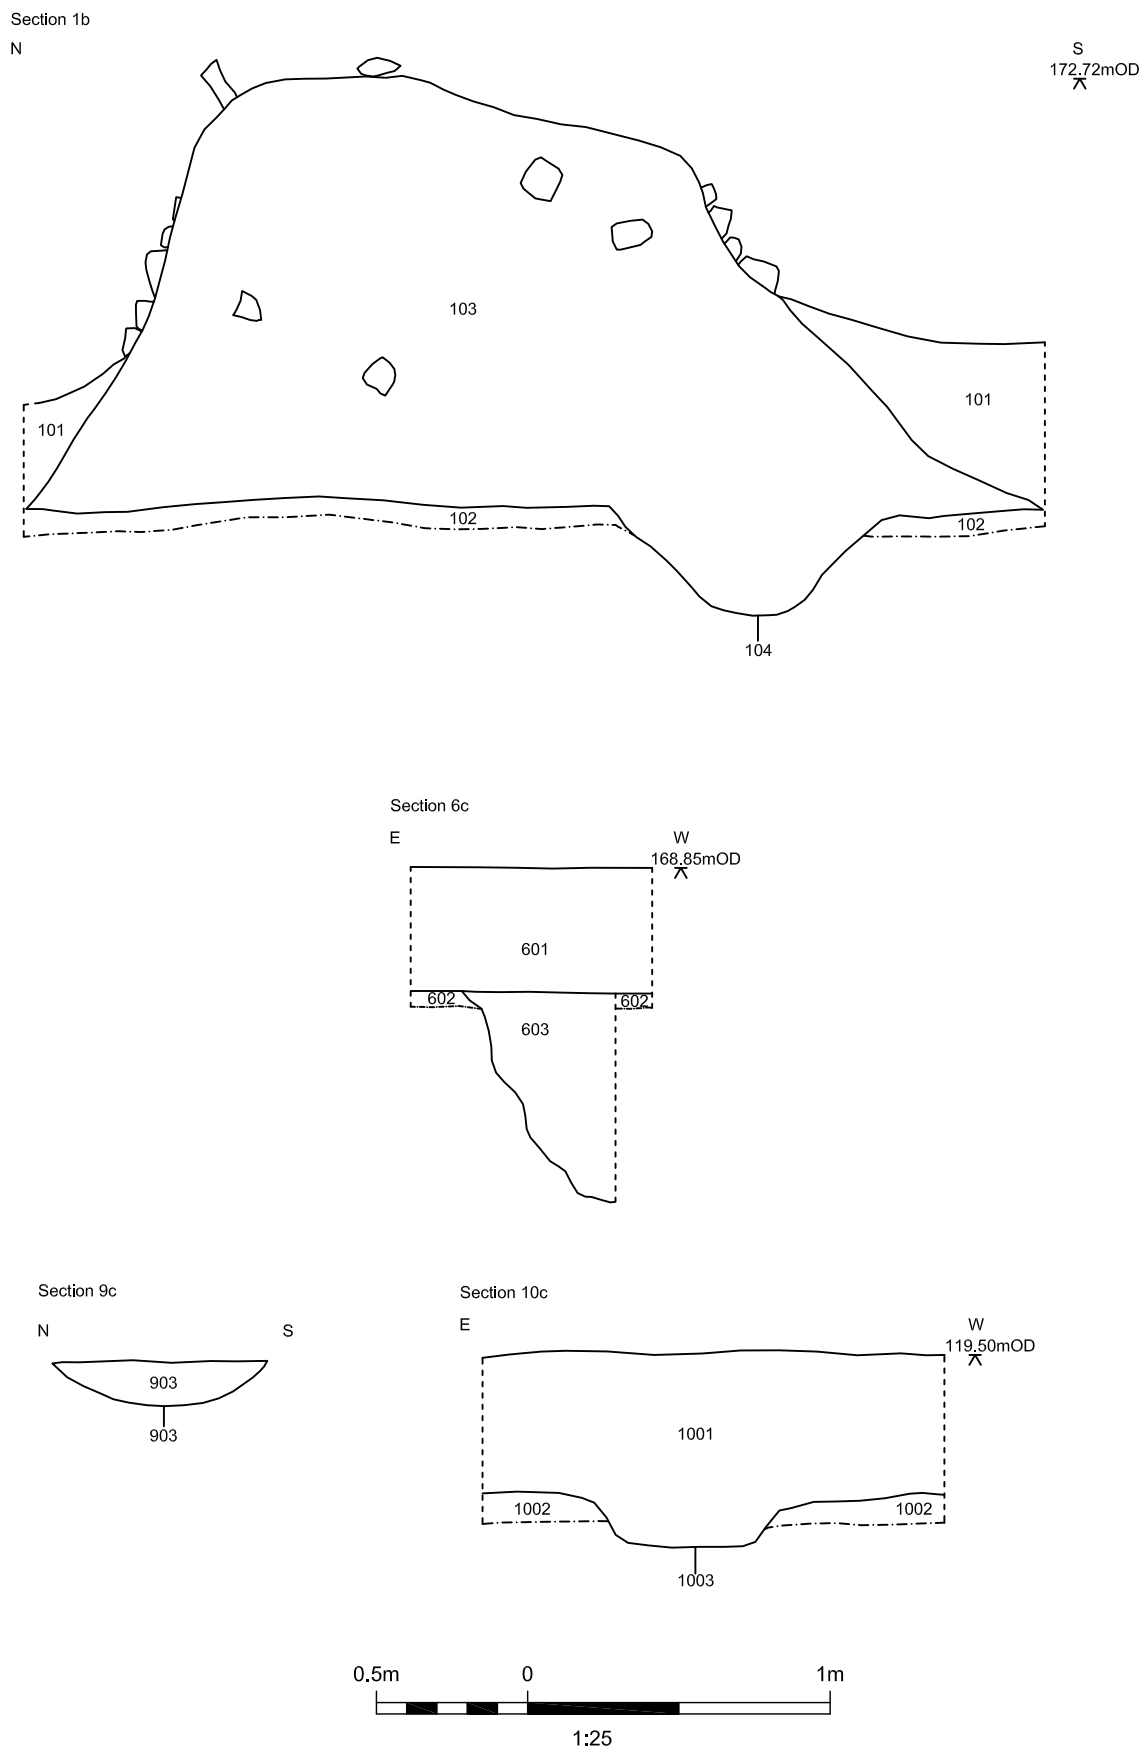 Section 1b
N
S
172.72mOD
103
101
101
102
102
104
Section 6c
E
W
168.85mOD
601
602
602
603
Section 9c
N
S
903
903
Section 10c
E
W
119.50mOD
1001
1002
1002
1003
0.5m 0 1m
1:25